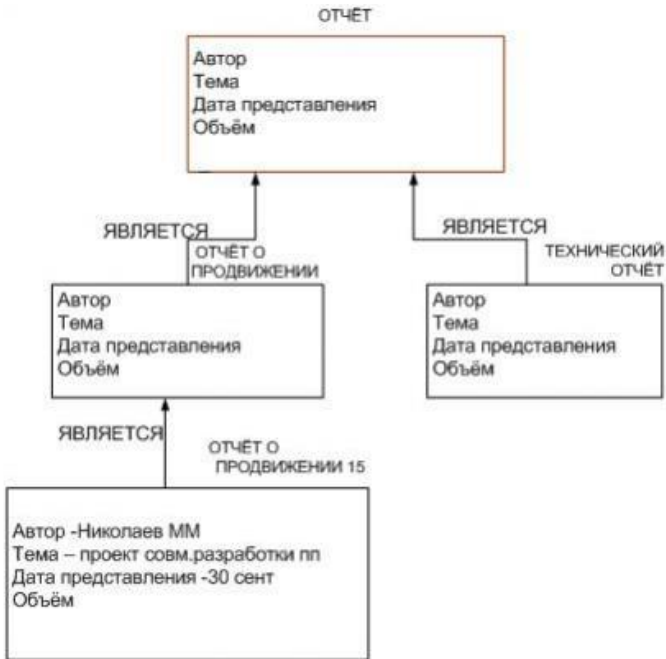 ОТЧЁТ
Автор
Тема
Дата представления
Объём
ЯВЛЯЕТСЯ
ЯВЛЯЕТСЯ
ОТЧЁТ О
ПРОДВИЖЕНИИ
ТЕХНИЧЕСКИЙ
ОТЧЁТ
Автор
Тема
Дата представления
Объём
Автор
Тема
Дата представления
Объём
ЯВЛЯЕТСЯ
ОТЧЁТ О
ПРОДВИЖЕНИИ 15
Автор -Николаев ММ
Тема – проект совм.разработки пп
Дата представления -30 сент
Объём